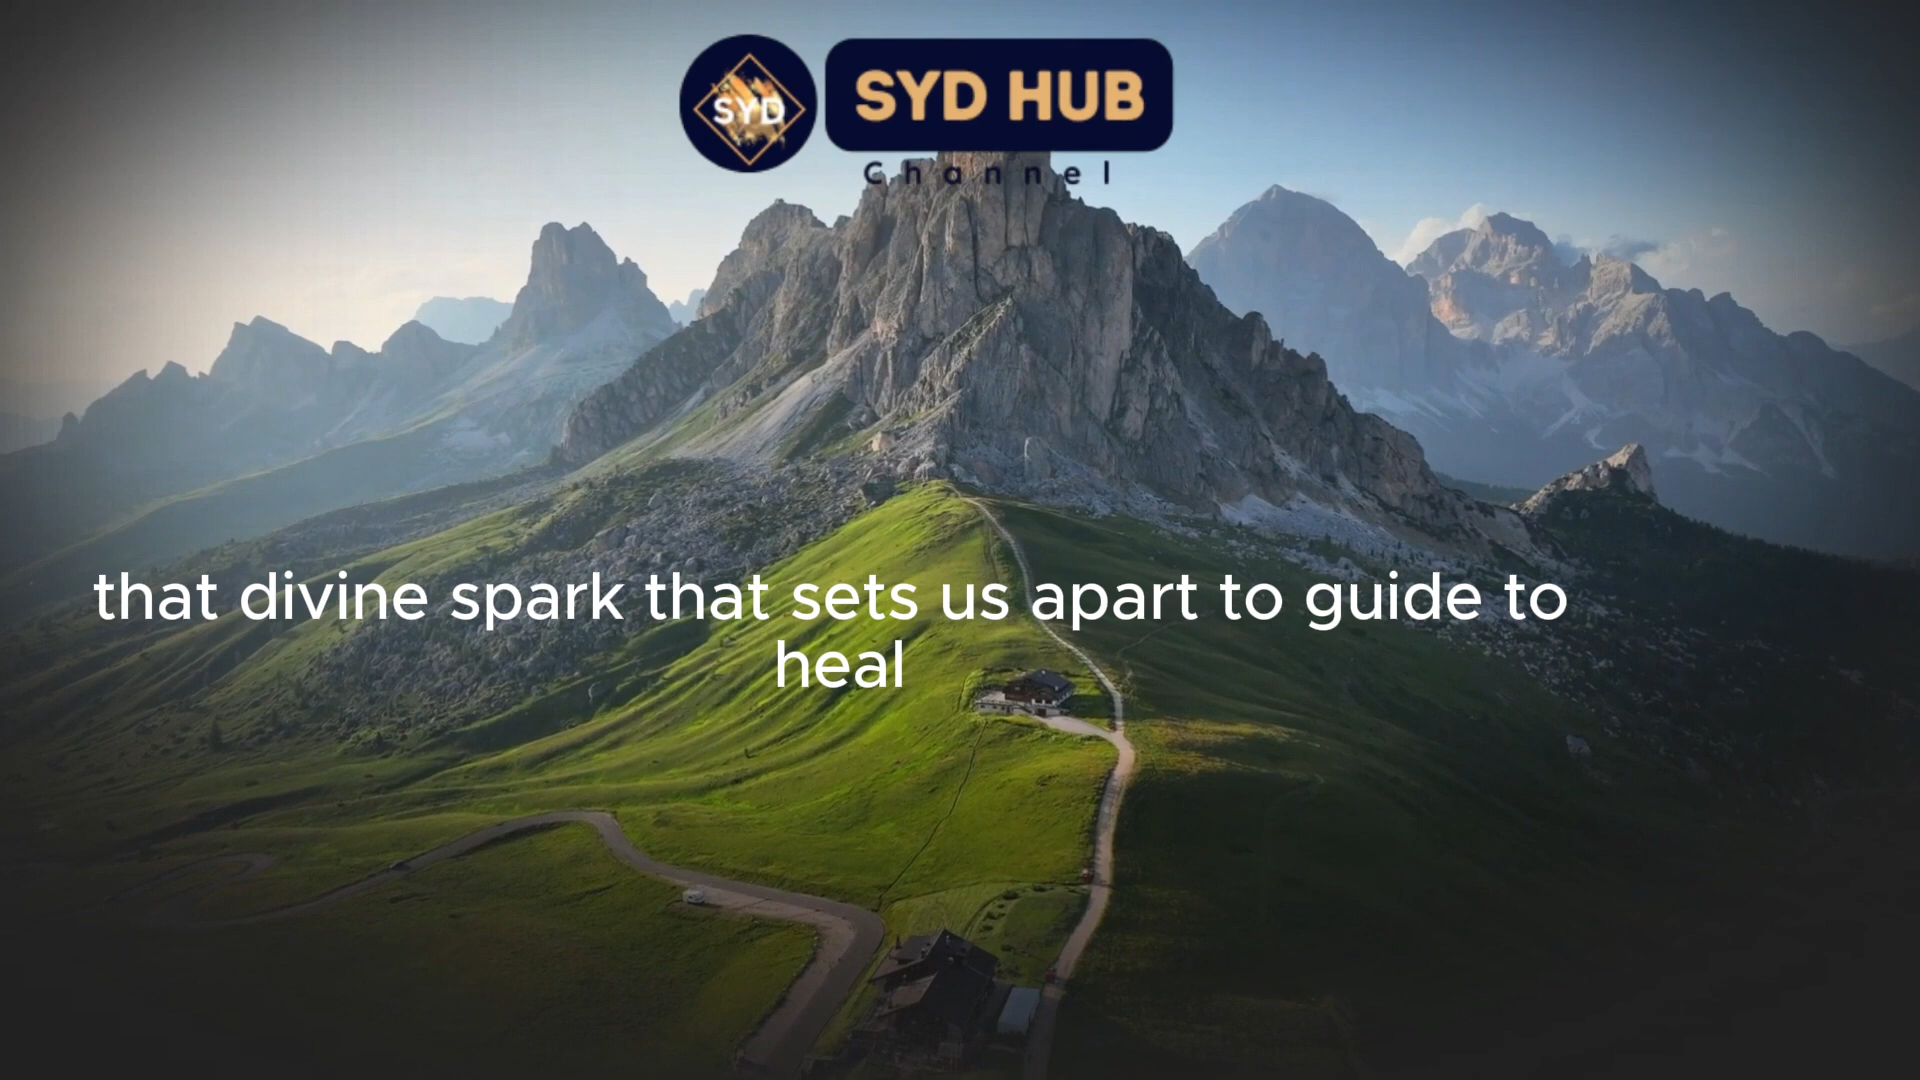 SYD
SYD HUB
Channel
that divine spark that sets us apart to guide to
heal